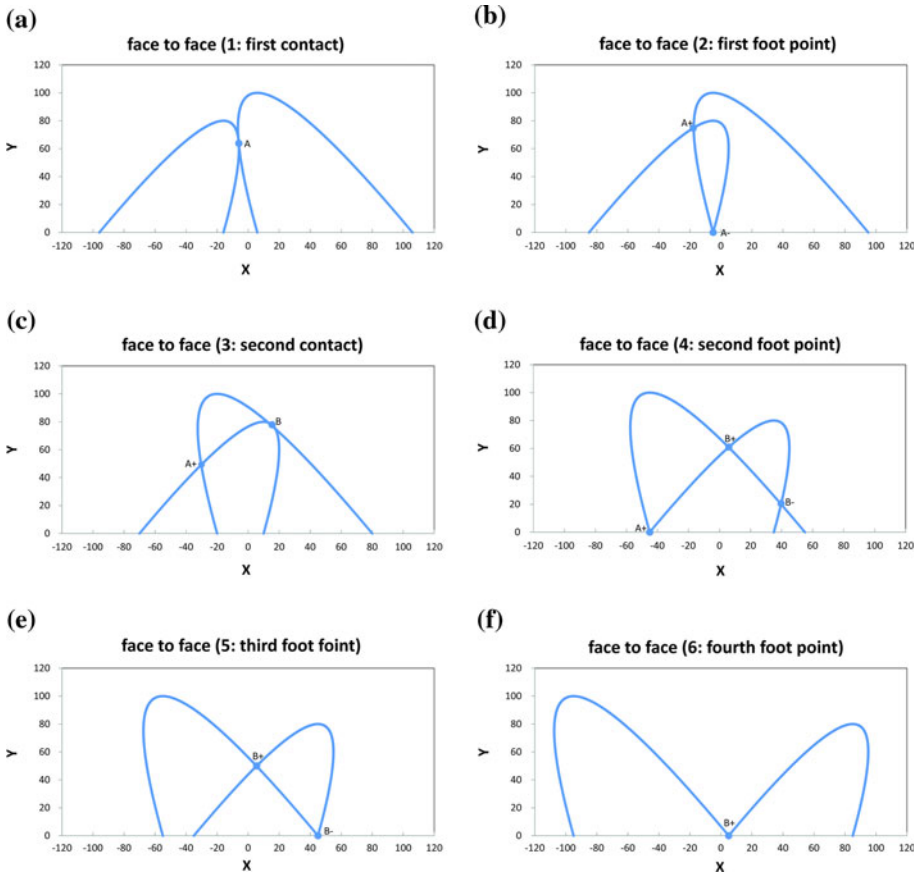 (a)
face to face (1: first contact)
120
100
80
60
40
20
0
Y
A
-120 -100 -80 -60 -40 -20 0 20 40 60 80 100 120
X
(b)
face to face (2: first foot point)
120
100
80
60
40
20
0
Y
A+
A-
-120 -100 -80 -60 -40 -20 0 20 40 60 80 100 120
X
(c)
face to face (3: second contact)
120
100
80
60
40
20
0
Y
B
A+
-120 -100 -80 -60 -40 -20 0 20 40 60 80 100 120
X
(d)
face to face (4: second foot point)
120
100
80
60
40
20
0
Y
B+
B-
A+
-120 -100 -80 -60 -40 -20 0 20 40 60 80 100 120
X
(e)
face to face (5: third foot foint)
120
100
80
60
40
20
0
Y
B+
B-
-120 -100 -80 -60 -40 -20 0 20 40 60 80 100 120
X
(f)
face to face (6: fourth foot point)
120
100
80
60
40
20
0
Y
B+
-120 -100 -80 -60 -40 -20 0 20 40 60 80 100 120
X